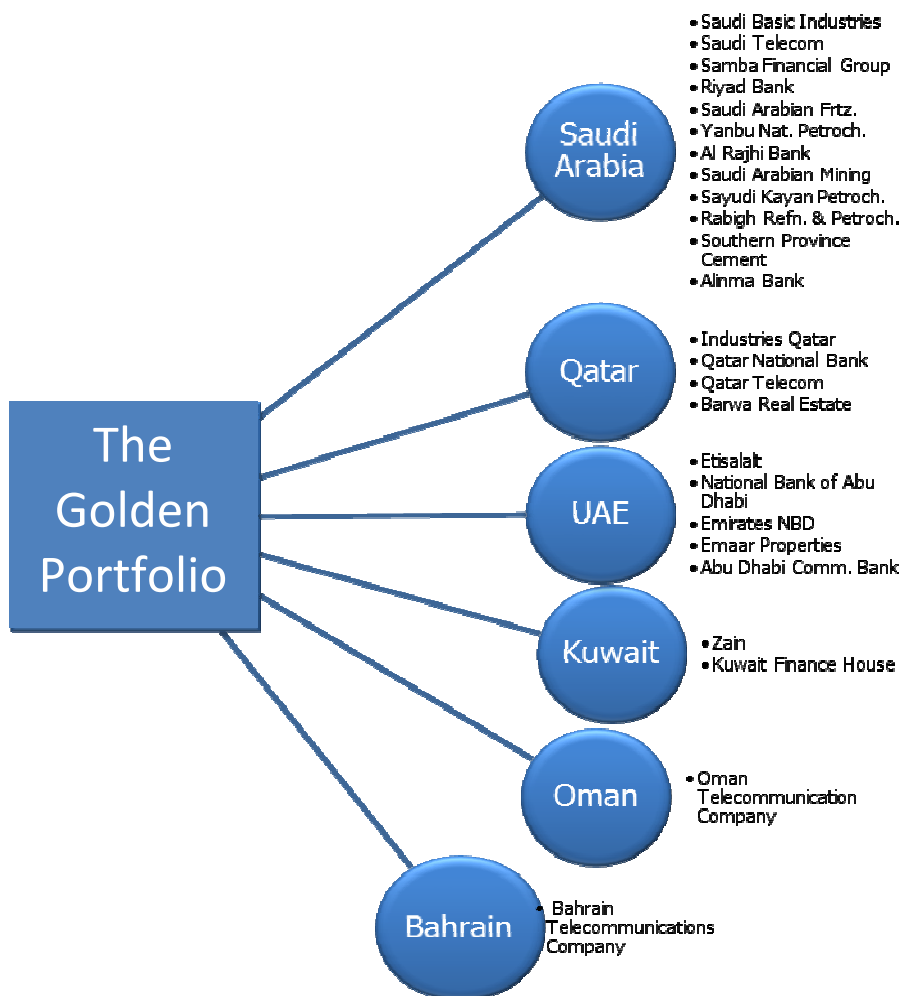 The
Golden
Portfolio
Saudi
Arabia
• Saudi Basic Industries
• Saudi Telecom
• Samba Financial Group
• Riyad Bank
• Saudi Arabian Frtz.
• Yanbu Nat. Petroch.
• Al Rajhi Bank
• Saudi Arabian Mining
• Sayudi Kayan Petroch.
• Rabigh Refn. & Petroch.
• Southern Province
Cement
• Alinma Bank
Qatar
• Industries Qatar
• Qatar National Bank
• Qatar Telecom
• Barwa Real Estate
UAE
• Etisalalt
• National Bank of Abu
Dhabi
• Emirates NBD
• Emaar Properties
• Abu Dhabi Comm. Bank
Kuwait
• Zain
• Kuwait Finance House
Oman
• Oman
Telecommunication
Company
Bahrain
• Bahrain
Telecommunications
Company